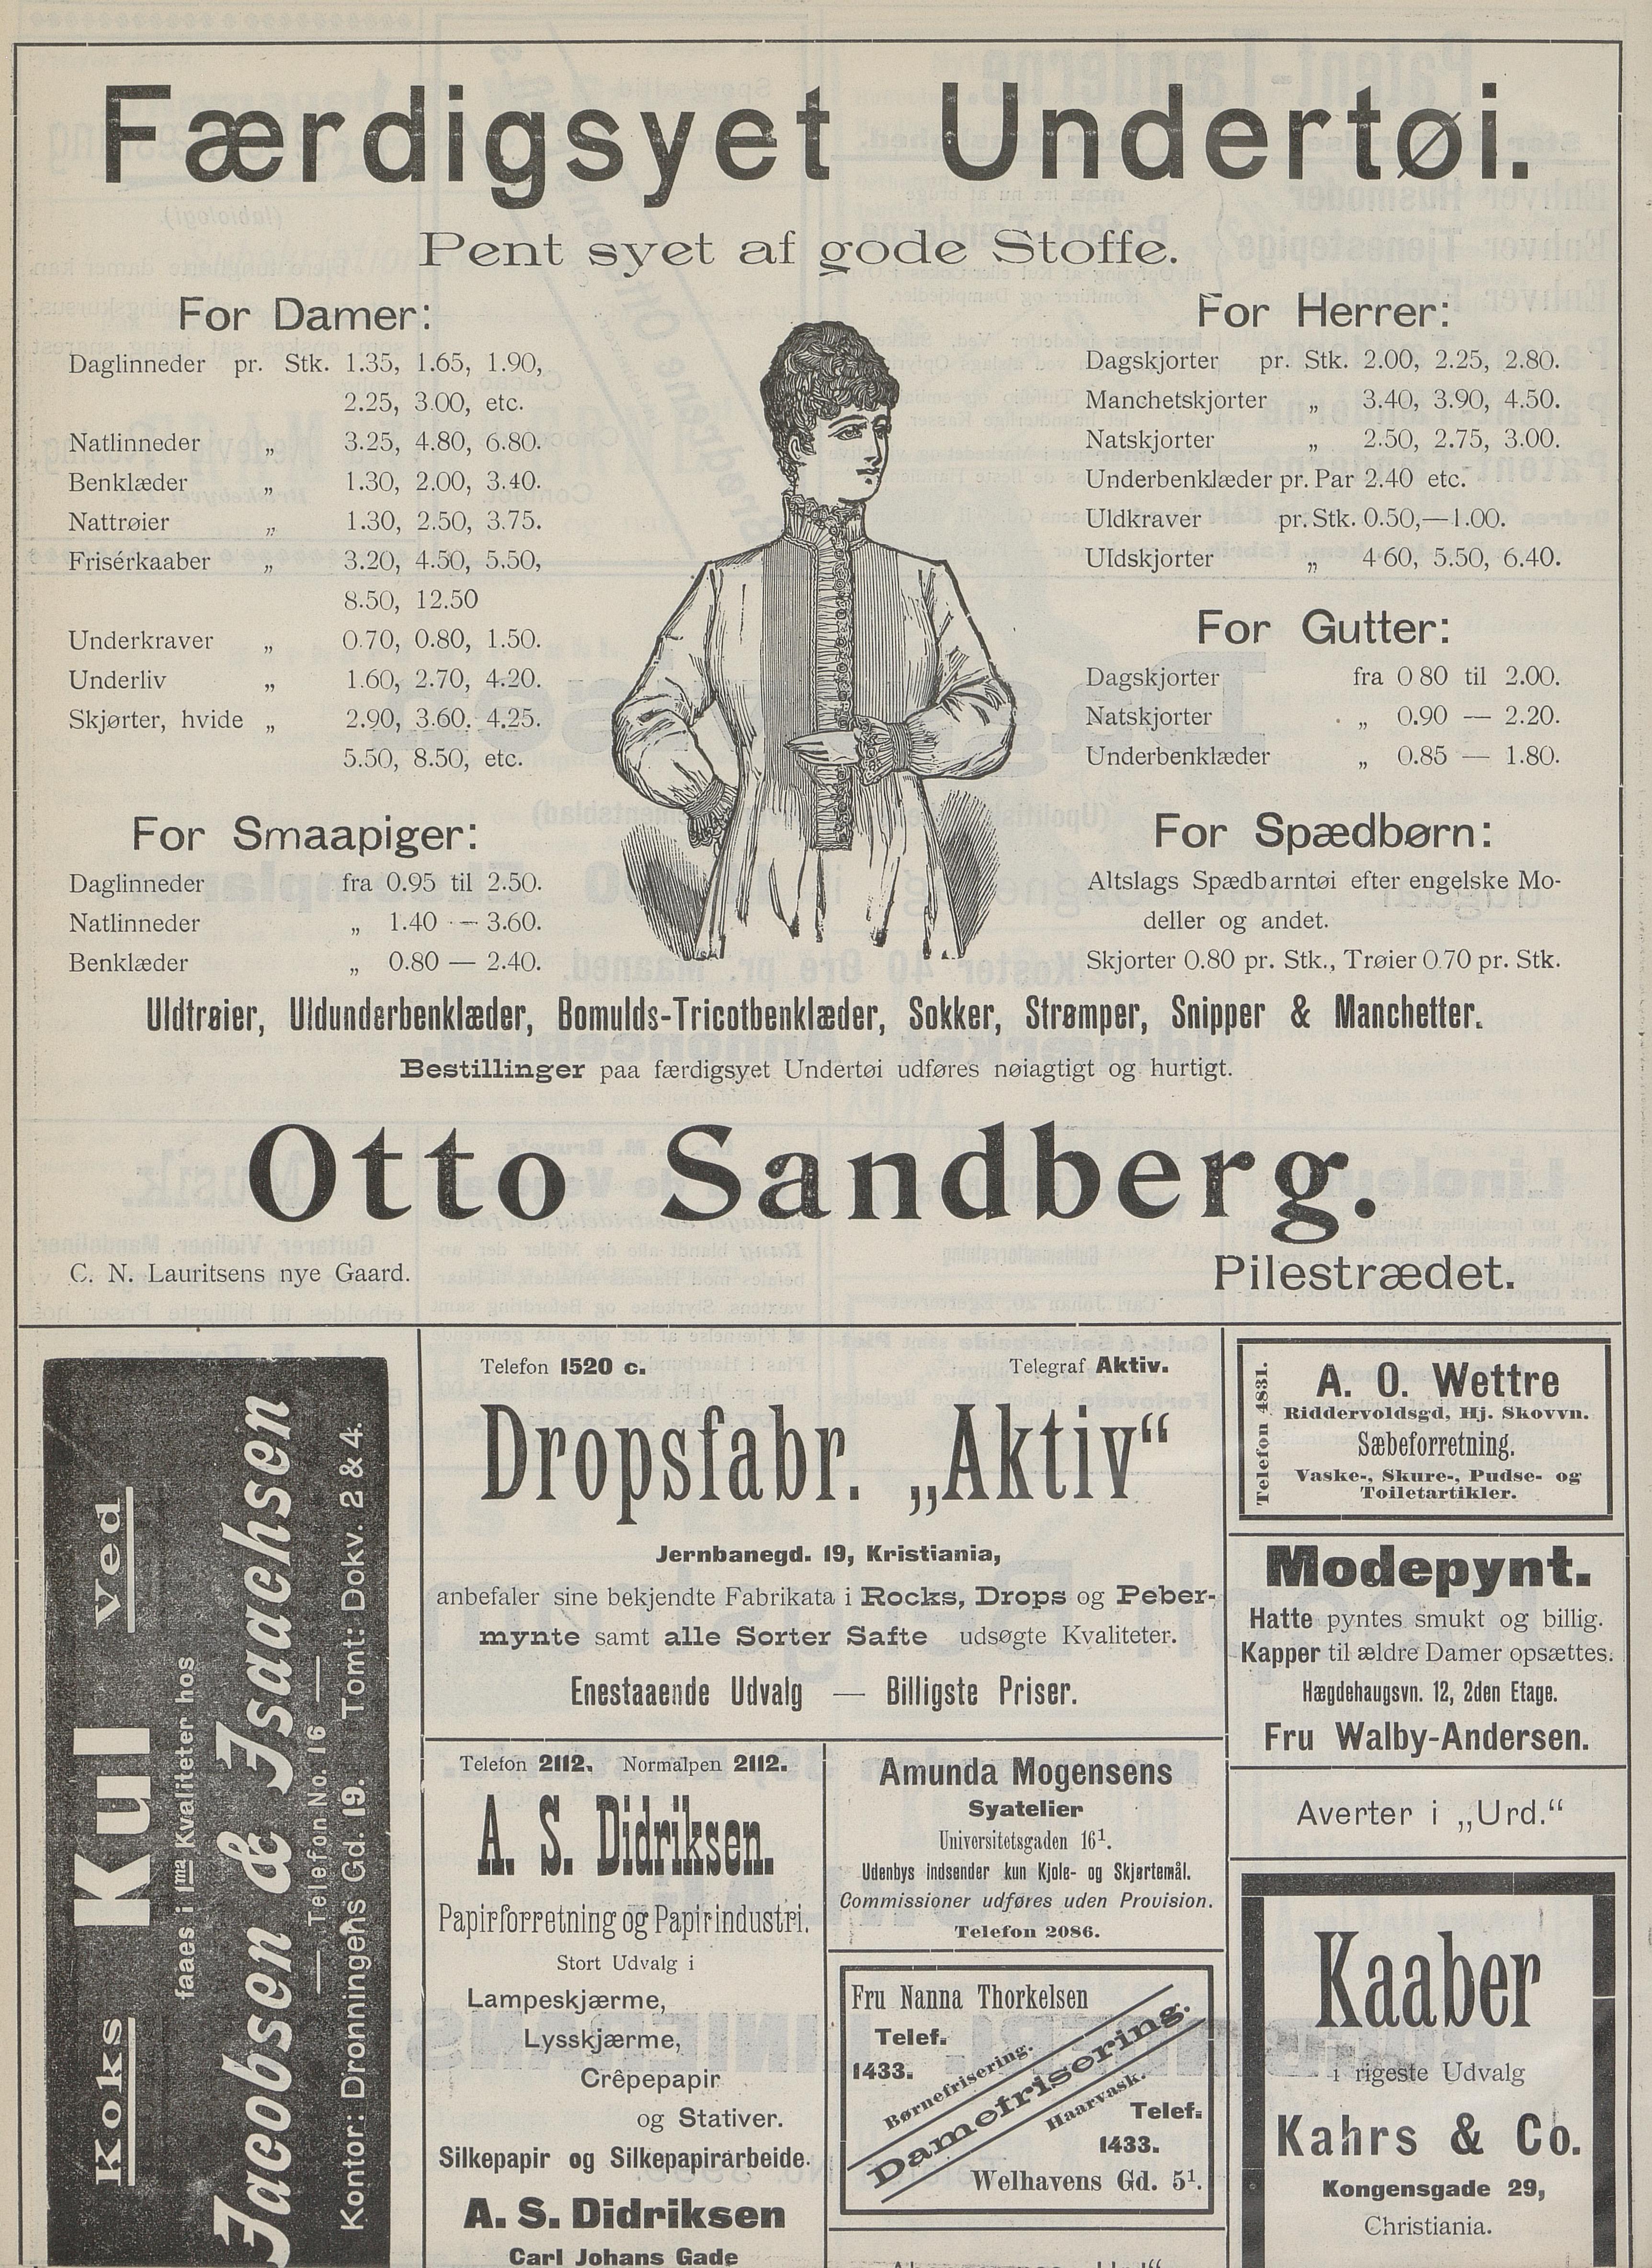 Færdigsyet Undertøi.
Pent syet af gode Stoffe.
For Damer:
Daglinneder pr. Stk. 1.35, 1.65, 1.90,
2.25, 3.00, etc.
Natlinneder „ 3.25, 4.80, 6.80.
Benklæder „ 1.30, 2.00, 3.40.
Nattrøier „ 1.30, 2.50, 3.75.
Frisérkaaber „ 3.20, 4.50, 5.50,
8.50, 12.50
Underkraver „ 0.70, 0.80, 1.50.
Underliv „ 1.60, 2.70, 4.20.
Skjørter, hvide „ 2.90, 3.60. 4.25.
5.50, 8.50, etc.
For Smaapiger:
Daglinneder fra 0.95 til 2.50.
Natlinneder „ 1.40 — 3.60.
Benklæder „ 0.80 — 2.40.
For Herrer:
Dagskjorter pr. Stk. 2.00, 2.25, 2.80.
Manchetskjorter „ 3.40, 3.90, 4.50.
Natskjorter „ 2.50, 2.75, 3.00.
Underbenklæder pr. Par 2.40 etc.
Uldkraver pr. Stk. 0.50,—1.00.
Uldskjorter „ 4 60, 5.50, 6.40.
For Gutter:
Dagskjorter fra 0 80 til 2.00.
Natskjorter „ 0.90 — 2.20.
Underbenklæder „ 0.85 — 1.80.
For Spædbørn:
Altslags Spædbarntøi efter engelske Mo-
deller og andet.
Skjorter 0.80 pr. Stk., Trøier 0.70 pr. Stk.
Uldtrøier, Uldunderbenklæder, Bomulds-Tricotbenklæder, Sokker, Strømper, Snipper & Manchetter.
Bestillinger paa færdigsyet Undertøi udføres nøiagtigt og hurtigt.
Otto Sandberg.
C. N. Lauritsens nye Gaard. Pilestrædet.
Koks Kul Ved
faaes i 1ma Kvaliteter hos
Jacobsen & Isaachsen
— Telefon No. 16 —
Kontor: Dronningens Gd. 19. Tomt: Dokv. 2 & 4.
Telefon 1520 c. Telegraf Aktiv.
Dropsfabr. „Aktiv“
Jernbanegd. 19, Kristiania,
anbefaler sine bekjendte Fabrikata i Rocks, Drops og Peber-
mynte samt alle Sorter Safte udsøgte Kvaliteter.
Enestaaende Udvalg — Billigste Priser.
Telefon 2112. Normalpen 2112.
A. S. Didriksen.
Papirforretning og Papirindustri.
Stort Udvalg i
Lampeskjærme,
Lysskjærme,
Crêpepapir
og Stativer.
Silkepapir og Silkepapirarbeide.
A. S. Didriksen
Carl Johans Gade
Amunda Mogensens
Syatelier
Universitetsgaden 16¹.
Udenbys indsender kun Kjole- og Skjørtemål.
Commissioner udføres uden Provision.
Telefon 2086.
Fru Nanna Thorkelsen
Telef.
1433.
Børnefrisering.
Damefrisering.
Haarvask.
Telef.
1433.
Welhavens Gd. 5¹.
Telefon 4831.
A. O. Wettre
Riddervoldsgd, Hj. Skovvn.
Sæbeforretning.
Vaske-, Skure-, Pudse- og
Toiletartikler.
Modepynt.
Hatte pyntes smukt og billig.
Kapper til ældre Damer opsættes.
Hægdehaugsvn. 12, 2den Etage.
Fru Walby-Andersen.
Averter i „Urd.“
Kaaber
i rigeste Udvalg
Kahrs & Co.
Kongensgade 29,
Christiania.